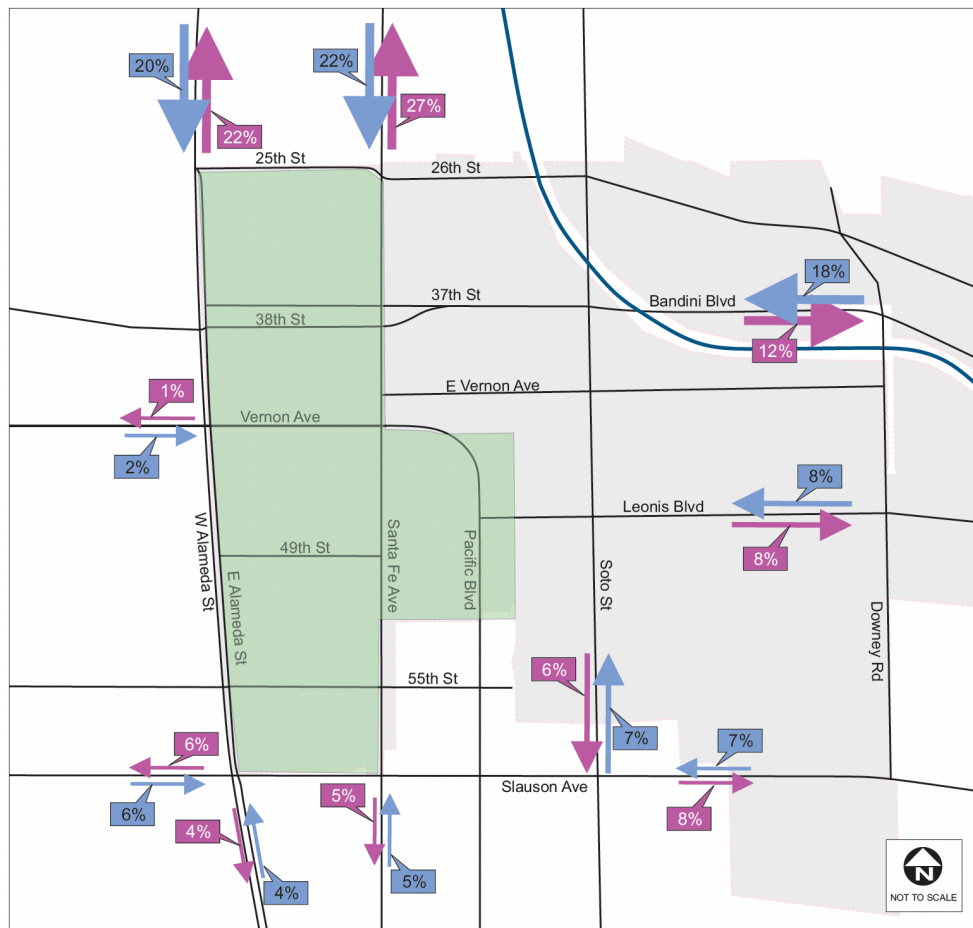 20%
22%
22%
27%
25th St
26th St
18%
37th St
Bandini Blvd
38th St
12%
1%
E Vernon Ave
Vernon Ave
2%
8%
Leonis Blvd
W Alameda St
Santa Fe Ave
Pacific Blvd
49th St
8%
E Alameda St
Soto St
Downey Rd
55th St
6%
7%
6%
7%
Slauson Ave
6%
5%
8%
4%
5%
4%
N
NOT TO SCALE